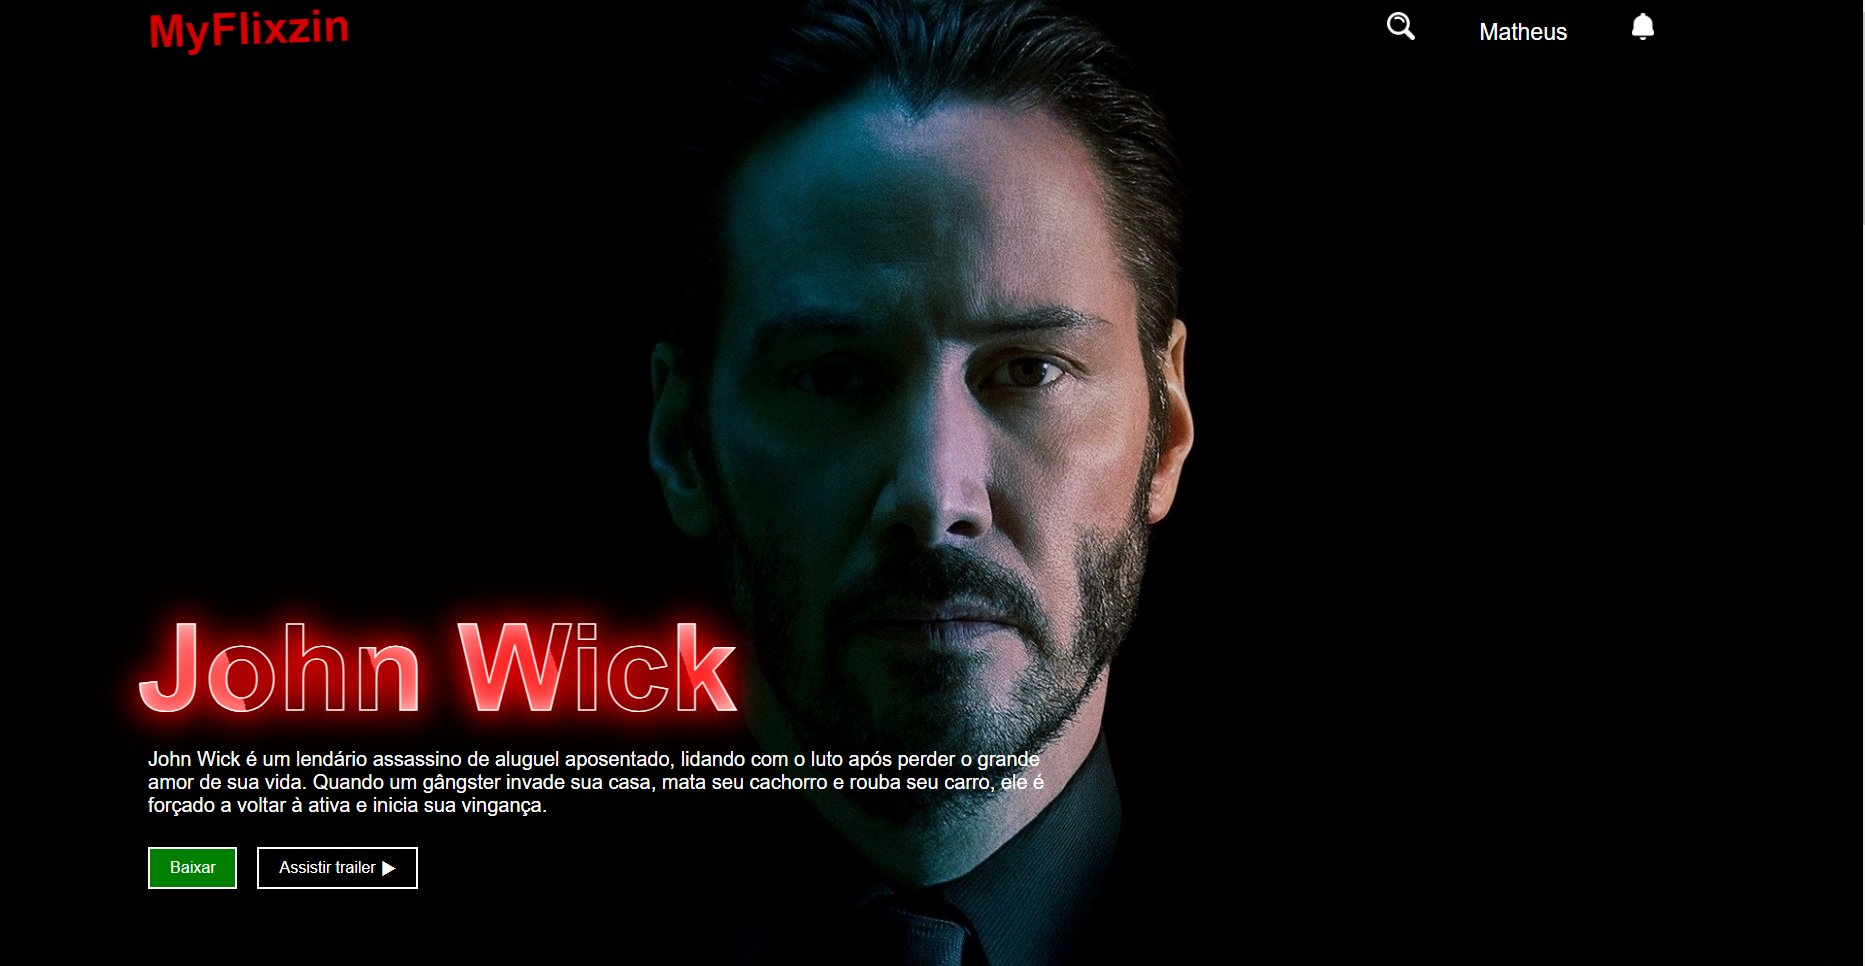 MyFlixzin
Matheus
John Wick
John Wick é um lendário assassino de aluguel aposentado, lidando com o luto após perder o grande
amor de sua vida. Quando um gângster invade sua casa, mata seu cachorro e rouba seu carro, ele é
forçado a voltar à ativa e inicia sua vingança.
Baixar
Assistir trailer